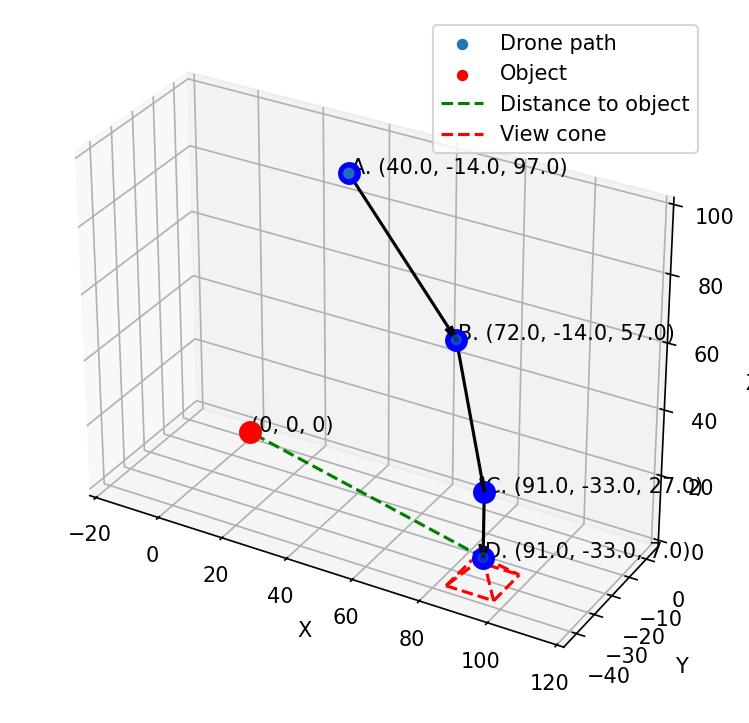 Drone path
Object
Distance to object
View cone
A. (40.0, -14.0, 97.0)
B. (72.0, -14.0, 57.0)
(0, 0, 0)
C. (91.0, -33.0, 27.0)
D. (91.0, -33.0, 7.0)
100
80
60
40
20
0
−20
0
20
40
60
80
100
120
X
0
−10
−20
−30
−40
Y